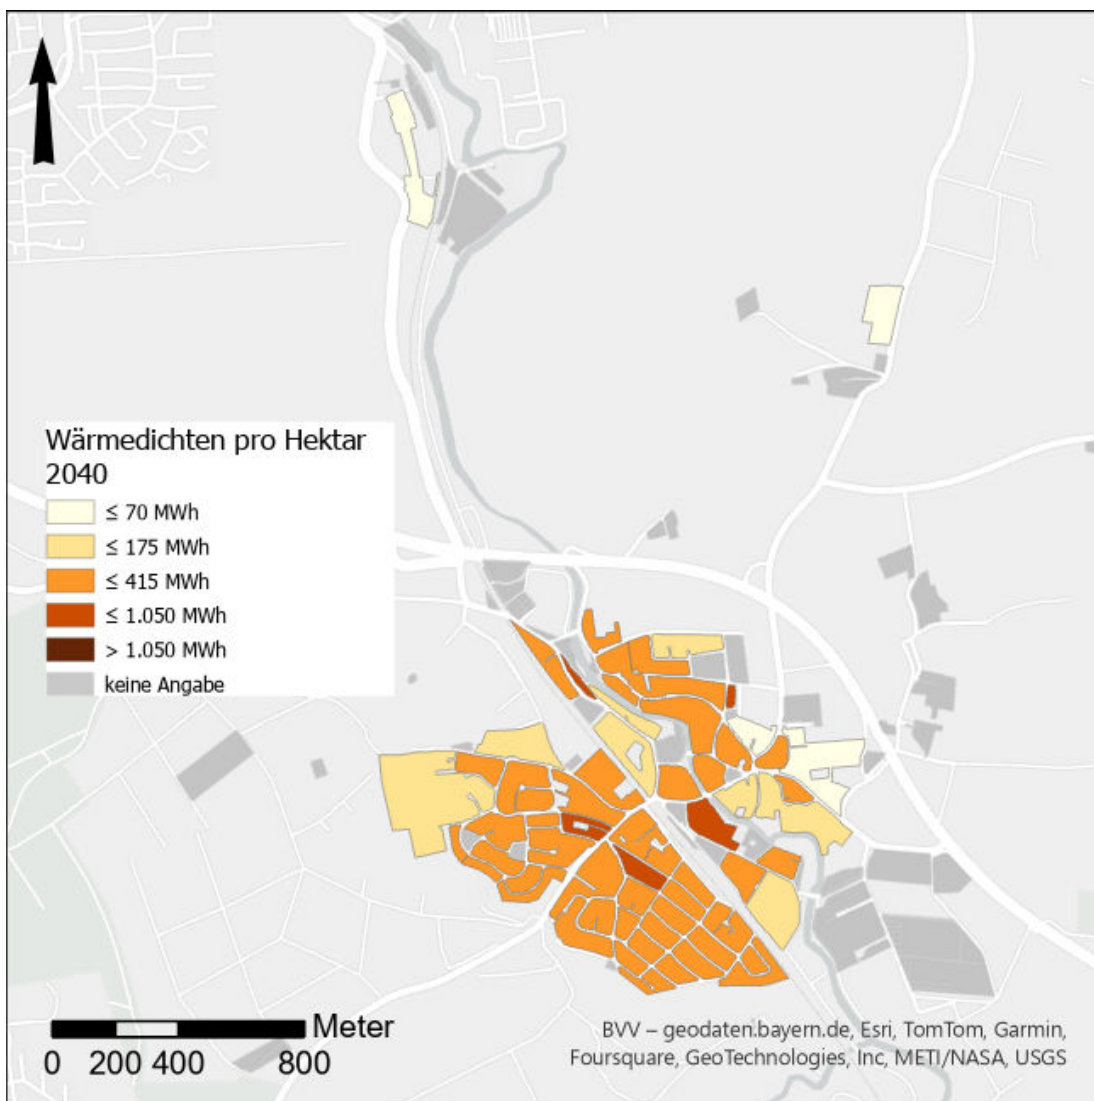 Wärmedichten pro Hektar
2040
≤ 70 MWh
≤ 175 MWh
≤ 415 MWh
≤ 1.050 MWh
> 1.050 MWh
keine Angabe
Meter
0 200 400 800
BVV – geodaten.bayern.de, Esri, TomTom, Garmin,
Foursquare, GeoTechnologies, Inc, METI/NASA, USGS